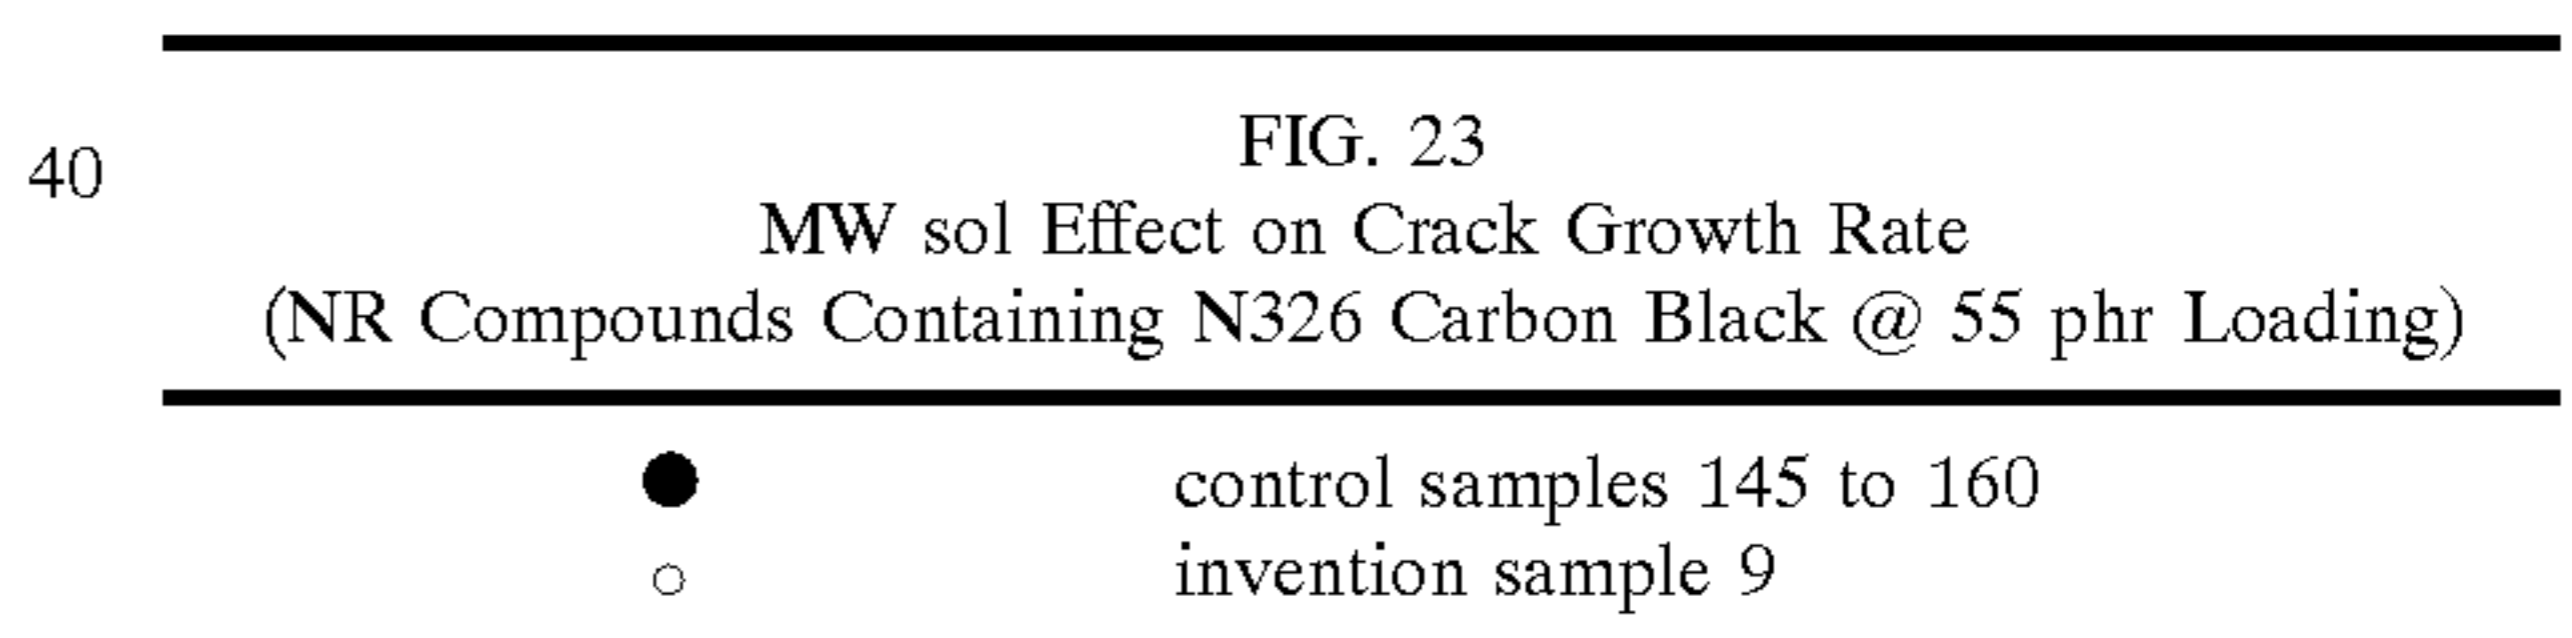 FIG. 23
40
MW sol Effect on Crack Growth Rate
(NR Compounds Containing N326 Carbon Black @ 55 phr Loading)
● control samples 145 to 160
○ invention sample 9